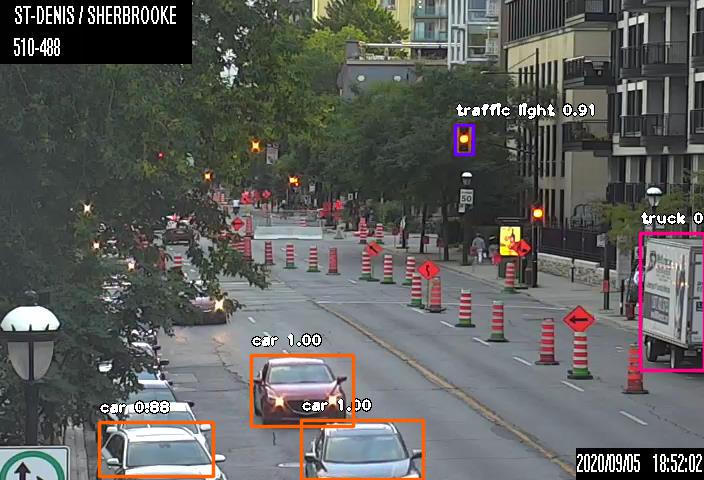 ST-DENIS / SHERBROOKE
510-488
traffic light 0.91
50
truck 0
car 1.00
car 0.88
car 1.00
2020/09/05 18:52:02